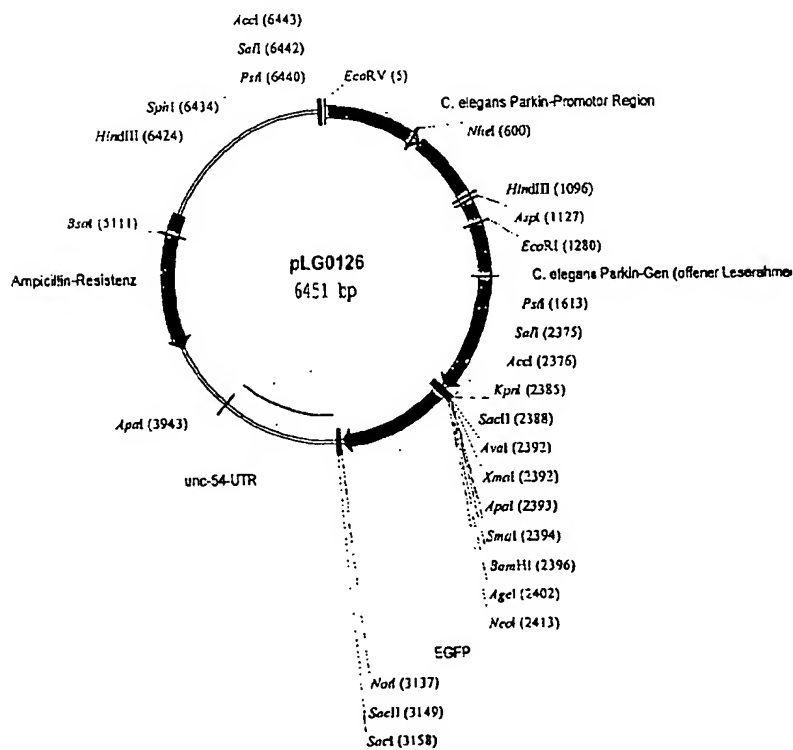 AccI (6443)
SalI (6442)
PstI (6440)
EcoRV (5)
SphI (6434)
C. elegans Parkin-Promotor Region
HindIII (6424)
NheI (600)
HindIII (1096)
AspI (1127)
BsaI (5111)
EcoRI (1280)
pLG0126
6451 bp
Ampicillin-Resistenz
C. elegans Parkin-Gen (offener Leserahmen
PstI (1613)
SalI (2375)
AccI (2376)
KpnI (2385)
ApaI (3943)
SacII (2388)
AvaI (2392)
unc-54-UTR
XmaI (2392)
ApaI (2393)
SmaI (2394)
BamHI (2396)
AgeI (2402)
NcoI (2413)
EGFP
NotI (3137)
SacII (3149)
SacI (3158)